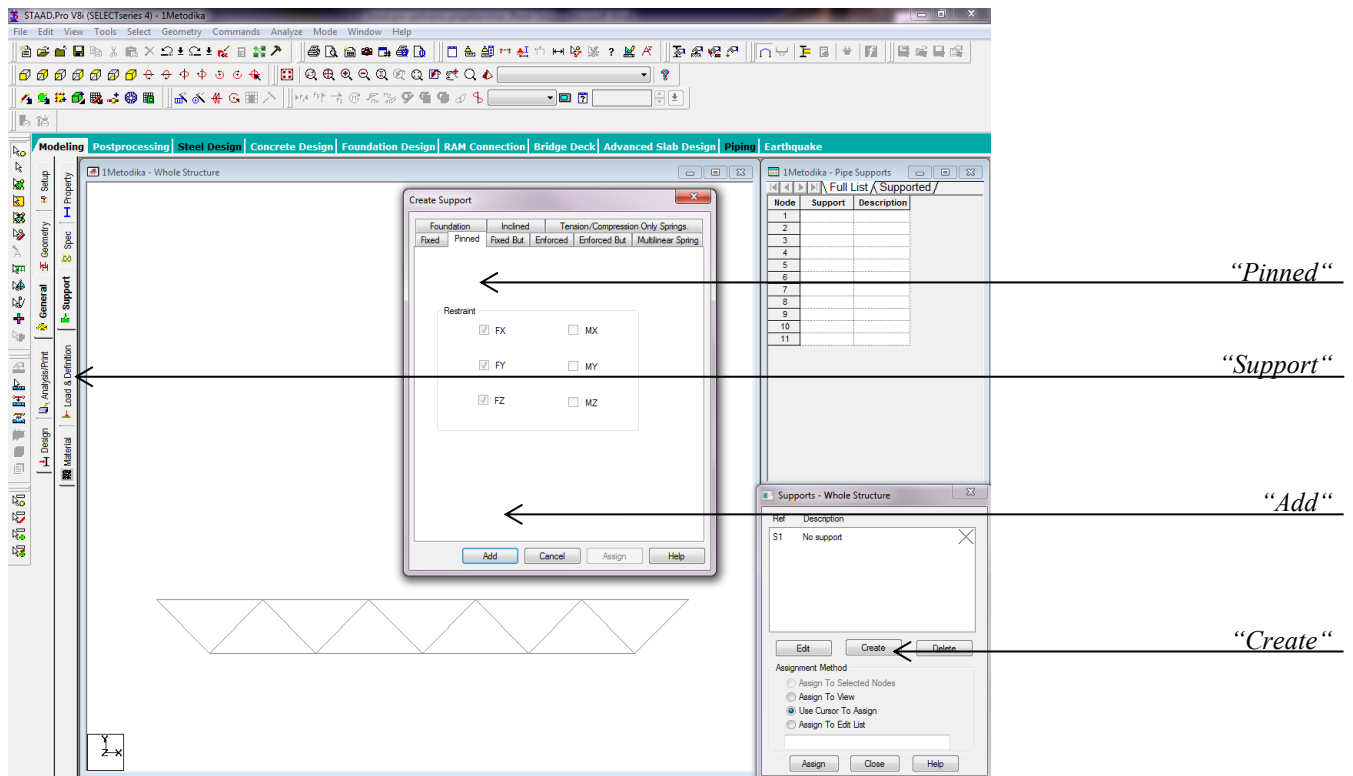 STAAD.Pro V8i (SELECTseries 4) - 1Metodika
File Edit View Tools Select Geometry Commands Analyze Mode Window Help
Modeling Postprocessing Steel Design Concrete Design Foundation Design RAM Connection Bridge Deck Advanced Slab Design Piping Earthquake
Setup
Geometry
General
Analysis/Print
Design
Property
Spec
Support
Load & Definition
Material
1Metodika - Whole Structure
Create Support
Foundation Inclined Tension/Compression Only Springs.
Fixed Pinned Fixed But Enforced Enforced But Multilinear Spring
Restraint
FX MX
FY MY
FZ MZ
Add Cancel Assign Help
Y
Z X
1Metodika - Pipe Supports
Full List Supported
Node Support Description
1
2
3
4
5
6
7
8
9
10
11
Supports - Whole Structure
Ref Description
S1 No support
Edit Create Delete
Assignment Method
Assign To Selected Nodes
Assign To View
Use Cursor To Assign
Assign To Edit List
Assign Close Help
“Pinned“
“Support“
“Add“
“Create“